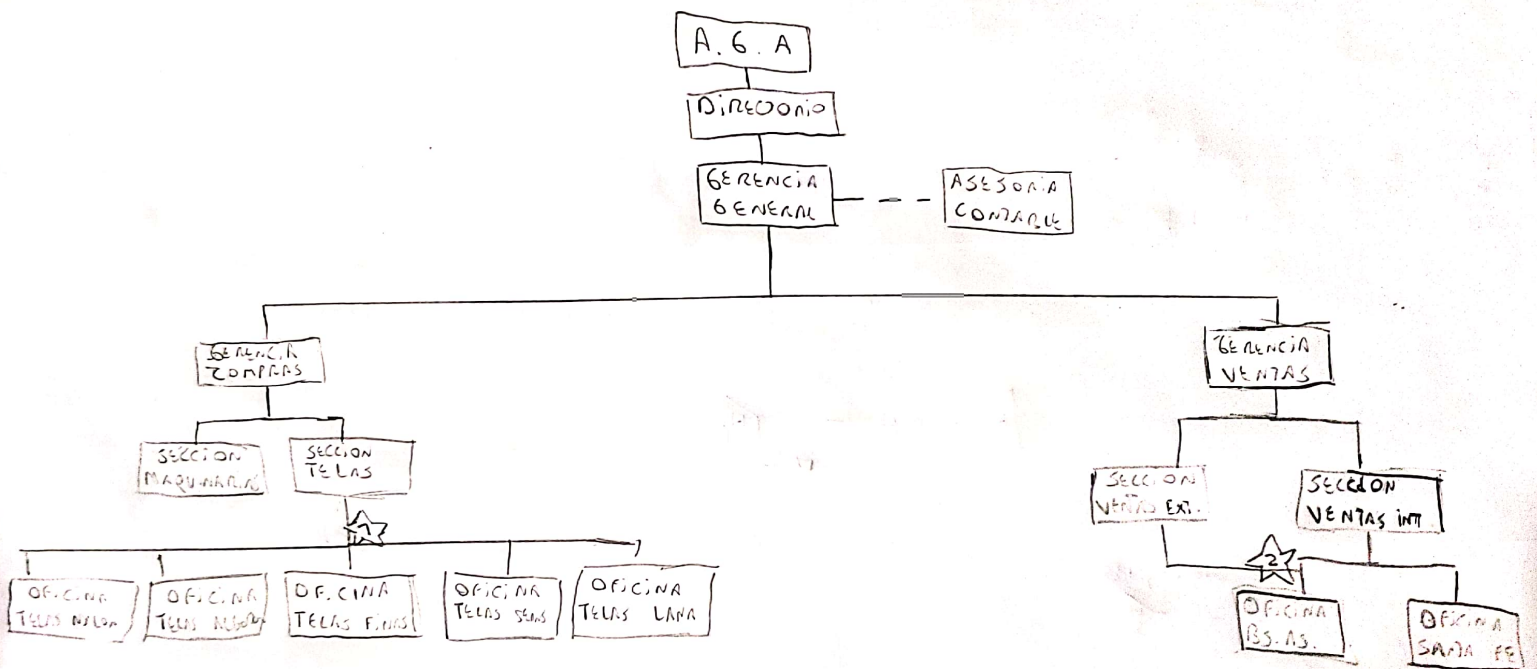 A. G. A
DIRECTORIO
GERENCIA
GENERAL
ASESORIA
CONTABLE
GERENCIA
COMPRAS
GERENCIA
VENTAS
SECCION
MAQUINARIAS
SECCION
TELAS
SECCION
VENTAS EXT.
SECCION
VENTAS INT.
1
2
OFICINA
TELAS NYLON
OFICINA
TELAS ALGOD
OFICINA
TELAS FINAS
OFICINA
TELAS
OFICINA
TELAS LANA
OFICINA
BS. AS.
OFICINA
SANTA FE